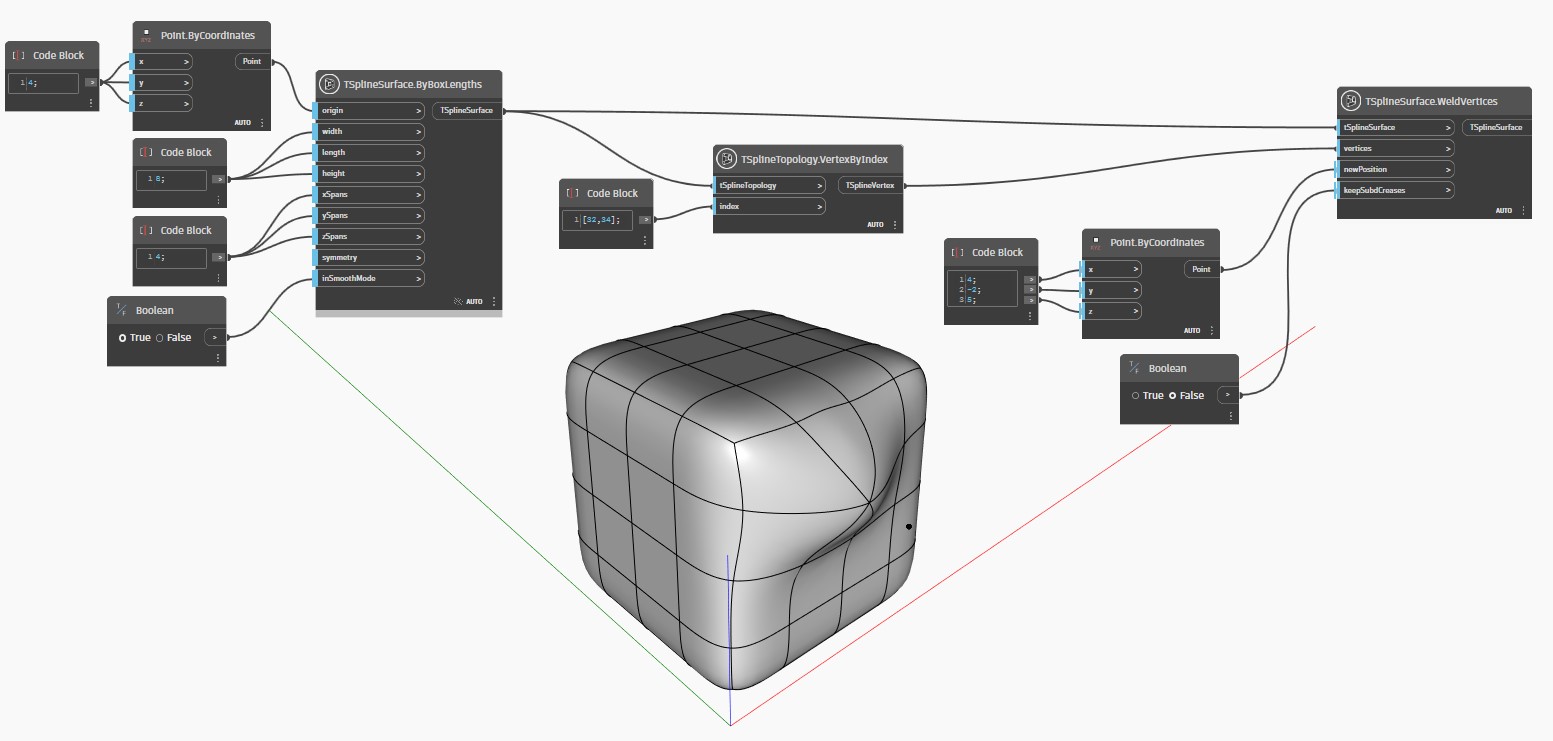 Code Block
1 4;
>
Point.ByCoordinates
XYZ
x >
y >
z >
Point
AUTO
Code Block
1 8;
>
Code Block
1 4;
>
Boolean
T/F
True False
>
TSplineSurface.ByBoxLengths
origin >
width >
length >
height >
xSpans >
ySpans >
zSpans >
symmetry >
inSmoothMode >
TSplineSurface
AUTO
Code Block
1 [32,34];
>
TSplineTopology.VertexByIndex
tSplineTopology >
index >
TSplineVertex
AUTO
Code Block
1 4;
2 -2;
3 5;
>
>
>
Point.ByCoordinates
XYZ
x >
y >
z >
Point
AUTO
Boolean
T/F
True False
>
TSplineSurface.WeldVertices
tSplineSurface >
vertices >
newPosition >
keepSubdCreases >
TSplineSurface
AUTO